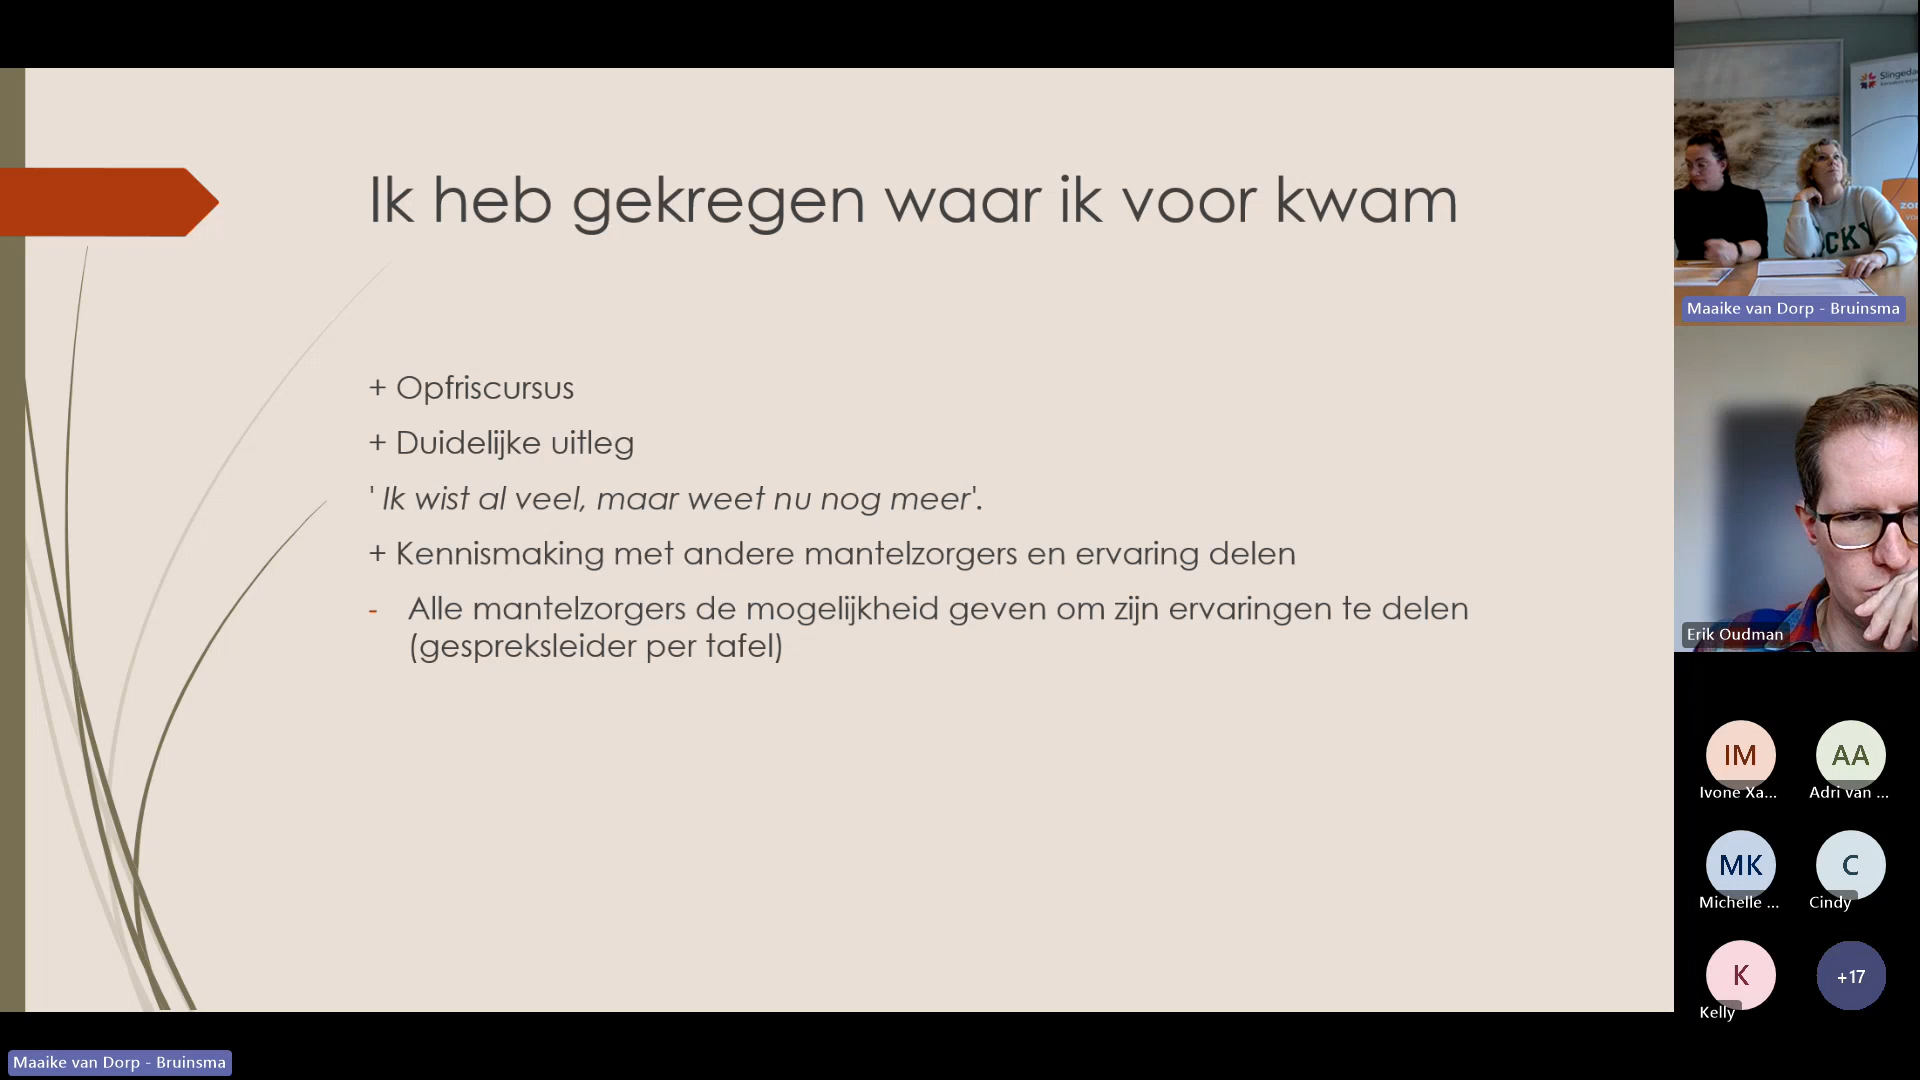 Ik heb gekregen waar ik voor kwam
+ Opfriscursus
+ Duidelijke uitleg
' Ik wist al veel, maar weet nu nog meer'.
+ Kennismaking met andere mantelzorgers en ervaring delen
- Alle mantelzorgers de mogelijkheid geven om zijn ervaringen te delen
(gespreksleider per tafel)
Maaike van Dorp - Bruinsma
CKY
Maaike van Dorp - Bruinsma
Erik Oudman
IM
Ivone Xa...
AA
Adri van ...
MK
Michelle ...
C
Cindy
K
Kelly
+17